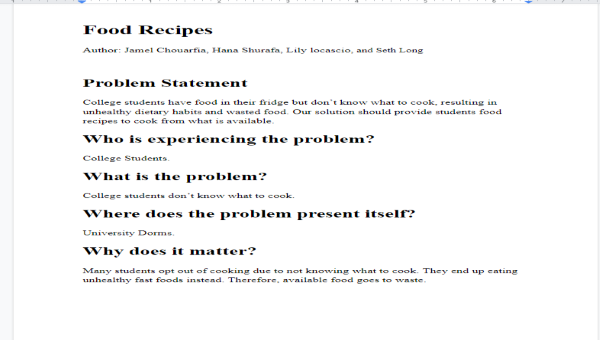 Food Recipes
Author: Jamel Chouarfia, Hana Shurafa, Lily locascio, and Seth Long
Problem Statement
College students have food in their fridge but don't know what to cook, resulting in
unhealthy dietary habits and wasted food. Our solution should provide students food
recipes to cook from what is available.
Who is experiencing the problem?
College Students.
What is the problem?
College students don't know what to cook.
Where does the problem present itself?
University Dorms.
Why does it matter?
Many students opt out of cooking due to not knowing what to cook. They end up eating
unhealthy fast foods instead. Therefore, available food goes to waste.